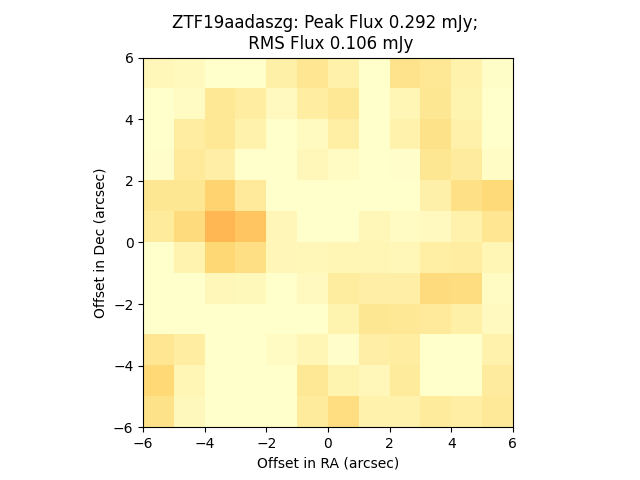 ZTF19aadaszg: Peak Flux 0.292 mJy;
RMS Flux 0.106 mJy
6
4
2
0
−2
−4
−6
Offset in Dec (arcsec)
−6 −4 −2 0 2 4 6
Offset in RA (arcsec)